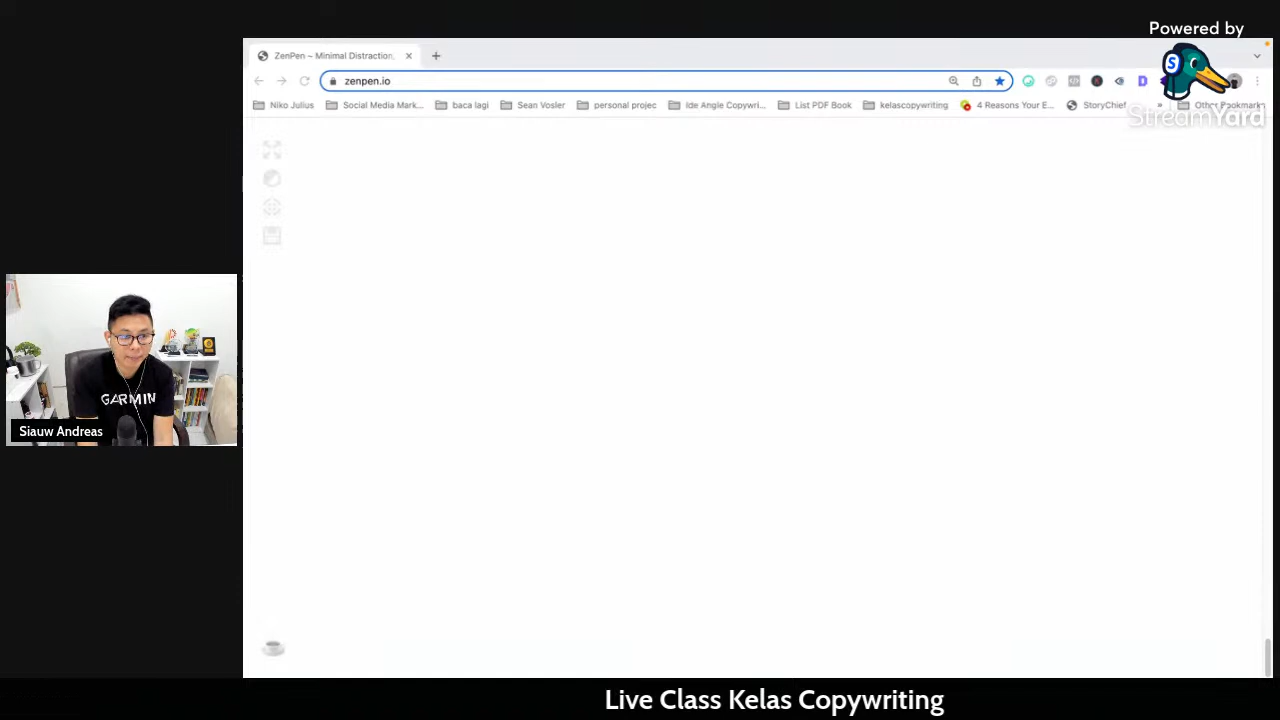 Powered by
StreamYard
ZenPen ~ Minimal Distraction,
zenpen.io
Niko Julius
Social Media Mark...
baca lagi
Sean Vosler
personal projec
Ide Angle Copywri...
List PDF Book
kelascopywriting
4 Reasons Your E...
StoryChief
»
Other Bookmarks
GARMIN
Siauw Andreas
Live Class Kelas Copywriting